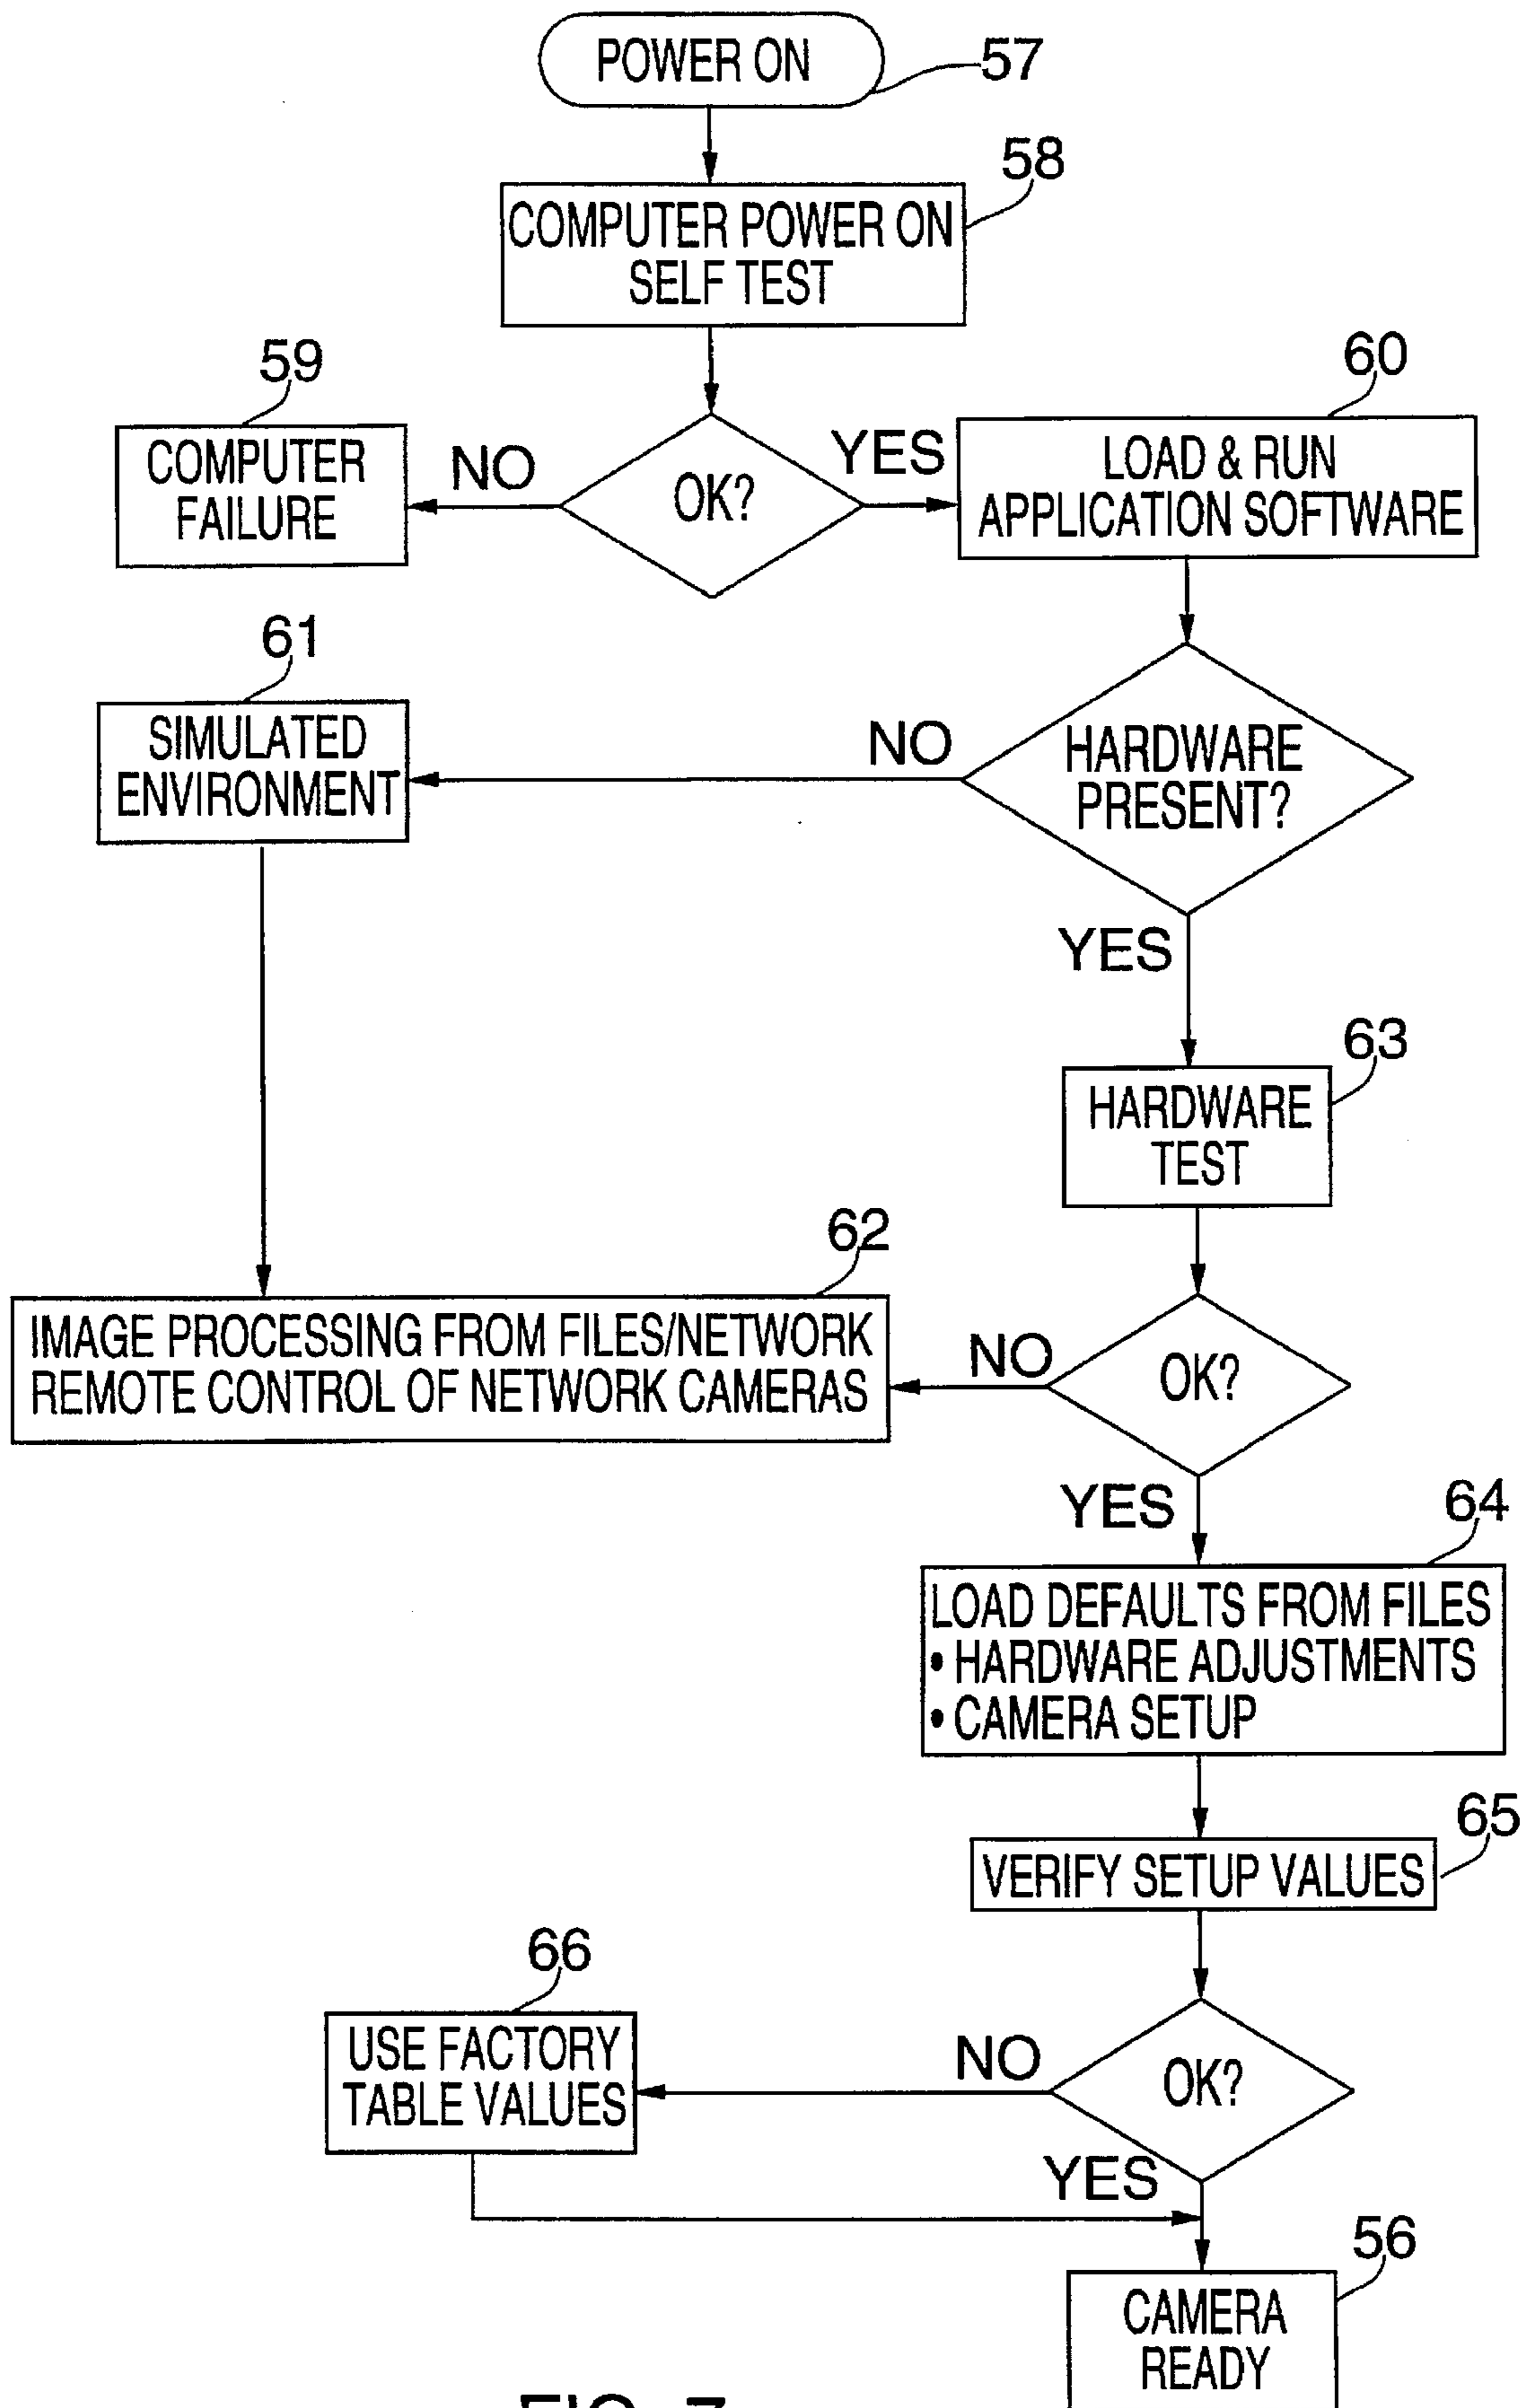 POWER ON
57
58
COMPUTER POWER ON
SELF TEST
59
60
COMPUTER
FAILURE
NO
OK?
YES
LOAD & RUN
APPLICATION SOFTWARE
61
SIMULATED
ENVIRONMENT
NO
HARDWARE
PRESENT?
YES
63
HARDWARE
TEST
62
IMAGE PROCESSING FROM FILES/NETWORK
REMOTE CONTROL OF NETWORK CAMERAS
NO
OK?
YES
64
LOAD DEFAULTS FROM FILES
• HARDWARE ADJUSTMENTS
• CAMERA SETUP
65
VERIFY SETUP VALUES
66
USE FACTORY
TABLE VALUES
NO
OK?
YES
56
CAMERA
READY